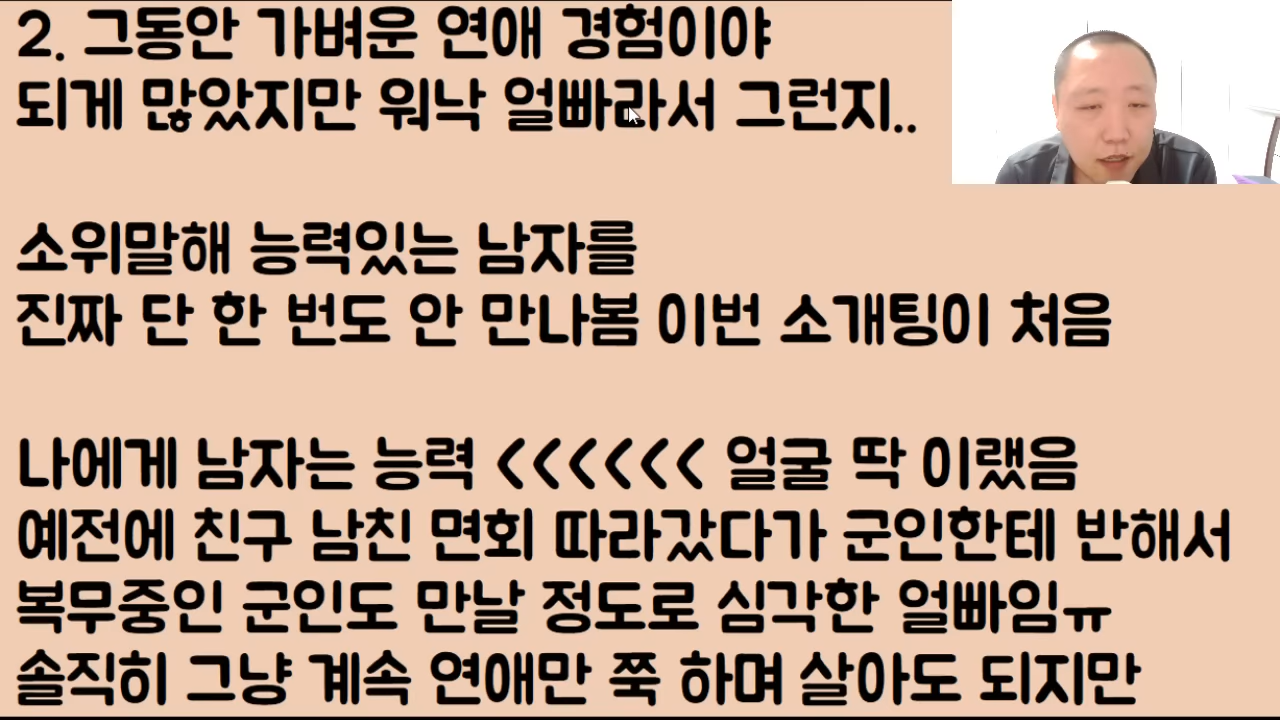 2. 그동안 가벼운 연애 경험이야
되게 많았지만 워낙 얼빠라서 그런지..
소위말해 능력있는 남자를
진짜 단 한 번도 안 만나봄 이번 소개팅이 처음
나에게 남자는 능력 <<<<<< 얼굴 딱 이랬음
예전에 친구 남친 면회 따라갔다가 군인한테 반해서
복무중인 군인도 만날 정도로 심각한 얼빠임ㅠ
솔직히 그냥 계속 연애만 쭉 하며 살아도 되지만